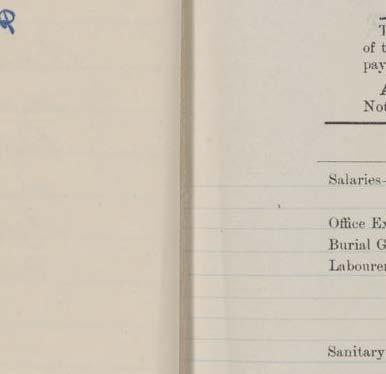 R
T
of t
pay
A
Not
Salaries-
Office Ex
Burial G
Labourer
Sanitary